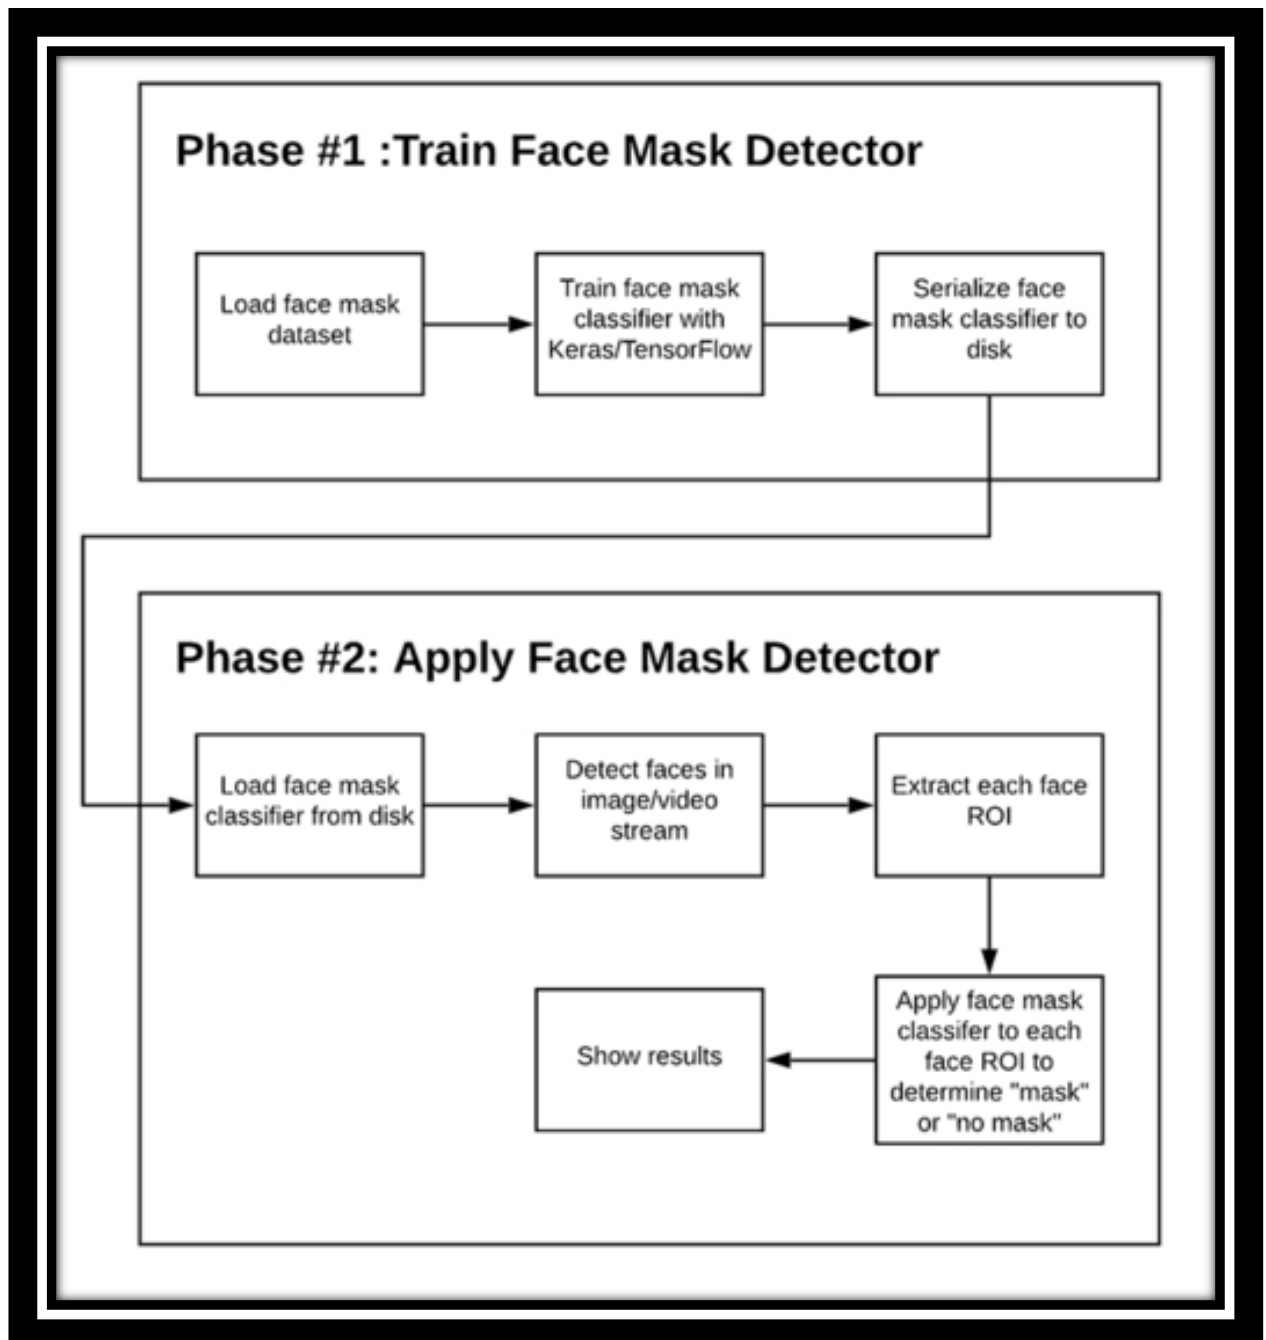 Phase #1 :Train Face Mask Detector
Load face mask
dataset
Train face mask
classifier with
Keras/TensorFlow
Serialize face
mask classifier to
disk
Phase #2: Apply Face Mask Detector
Load face mask
classifier from disk
Detect faces in
image/video
stream
Extract each face
ROI
Apply face mask
classifer to each
face ROI to
determine "mask"
or "no mask"
Show results